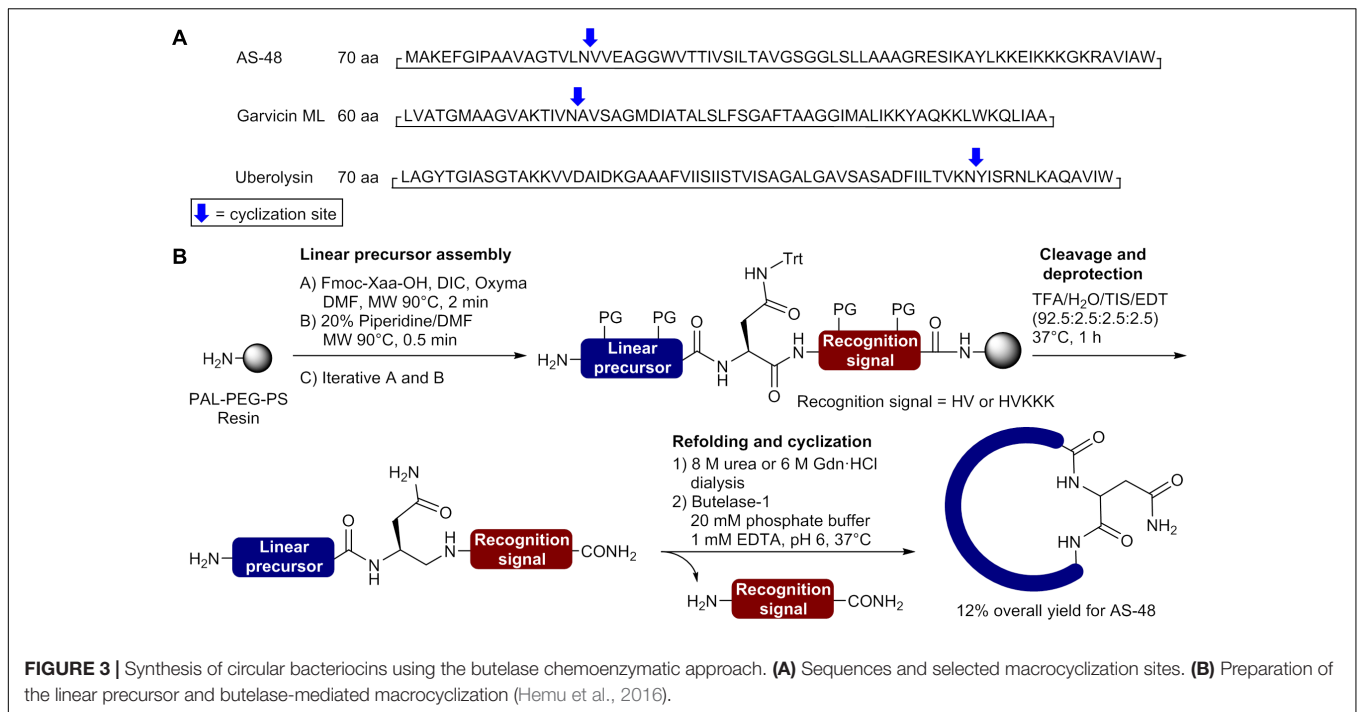 A
AS-48 70 aa MAKEFGIPAAVAGTVLNVVEAGGWVTTIVSILTAVGSGGLSLLAAAGRESIKAYLKKEIKKKGKRAVIAW
Garvicin ML 60 aa LVATGMAAGVAKTIVNAVSAGMDIATALSLFSGAFTAAGGIMALIKKYAQKKLWKQLIAA
Uberolysin 70 aa LAGYTGIASGTAKKVVDAIDKGAAAFVIISIISTVISAGALGAVSASADFIILTVKNYISRNLKAQAVIW
= cyclization site
B
Linear precursor assembly
A) Fmoc-Xaa-OH, DIC, Oxyma
DMF, MW 90°C, 2 min
B) 20% Piperidine/DMF
MW 90°C, 0.5 min
C) Iterative A and B
H₂N
PAL-PEG-PS
Resin
HN Trt
O
PG PG O
H₂N Linear
precursor
N
H
O
H
N
PG PG
Recognition
signal
O
H
N
Recognition signal = HV or HVKKK
Cleavage and
deprotection
TFA/H₂O/TIS/EDT
(92.5:2.5:2.5:2.5)
37°C, 1 h
H₂N
O
O
H₂N Linear
precursor
N
H
H
N
Recognition
signal
CONH₂
Refolding and cyclization
1) 8 M urea or 6 M Gdn·HCl
dialysis
2) Butelase-1
20 mM phosphate buffer
1 mM EDTA, pH 6, 37°C
H₂N Recognition
signal
CONH₂
O
HN
O
NH₂
O
HN
12% overall yield for AS-48
FIGURE 3 | Synthesis of circular bacteriocins using the butelase chemoenzymatic approach. (A) Sequences and selected macrocyclization sites. (B) Preparation of
the linear precursor and butelase-mediated macrocyclization (Hemu et al., 2016).